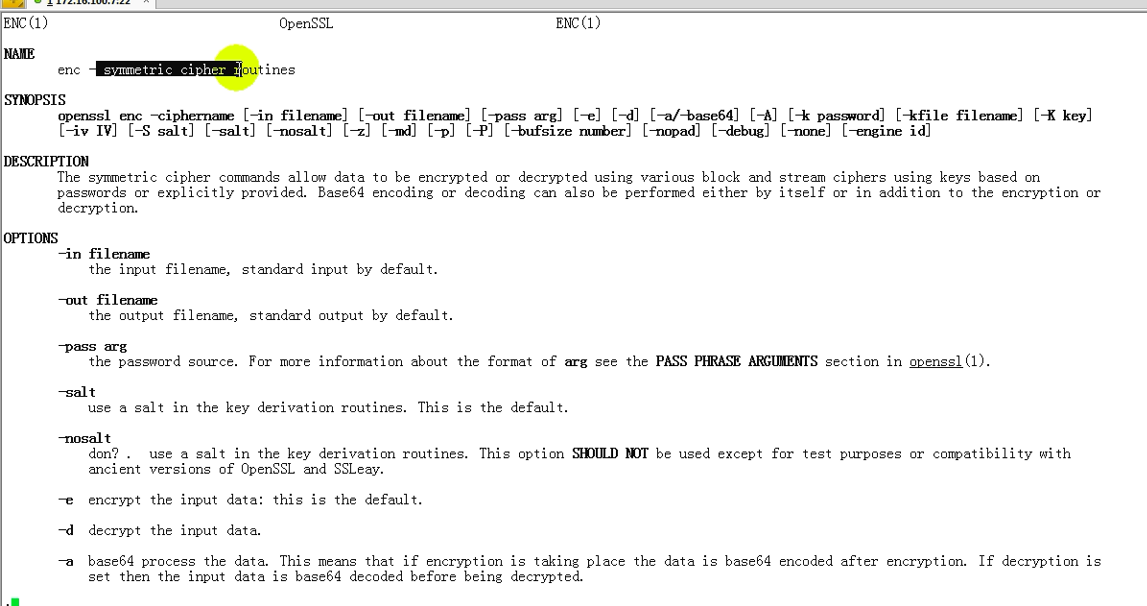 1 172.16.100.7:22
ENC(1) OpenSSL ENC(1)
NAME
enc - symmetric cipher routines
SYNOPSIS
openssl enc -ciphername [-in filename] [-out filename] [-pass arg] [-e] [-d] [-a/-base64] [-A] [-k password] [-kfile filename] [-K key]
[-iv IV] [-S salt] [-salt] [-nosalt] [-z] [-md] [-p] [-P] [-bufsize number] [-nopad] [-debug] [-none] [-engine id]
DESCRIPTION
The symmetric cipher commands allow data to be encrypted or decrypted using various block and stream ciphers using keys based on
passwords or explicitly provided. Base64 encoding or decoding can also be performed either by itself or in addition to the encryption or
decryption.
OPTIONS
-in filename
the input filename, standard input by default.
-out filename
the output filename, standard output by default.
-pass arg
the password source. For more information about the format of arg see the PASS PHRASE ARGUMENTS section in openssl(1).
-salt
use a salt in the key derivation routines. This is the default.
-nosalt
don? . use a salt in the key derivation routines. This option SHOULD NOT be used except for test purposes or compatibility with
ancient versions of OpenSSL and SSLeay.
-e encrypt the input data: this is the default.
-d decrypt the input data.
-a base64 process the data. This means that if encryption is taking place the data is base64 encoded after encryption. If decryption is
set then the input data is base64 decoded before being decrypted.
: